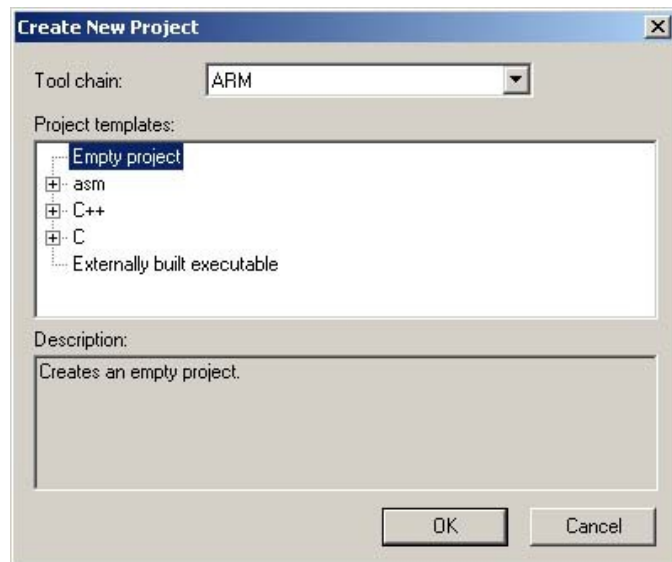 Create New Project
Tool chain: ARM
Project templates:
Empty project
asm
C++
C
Externally built executable
Description:
Creates an empty project.
OK Cancel